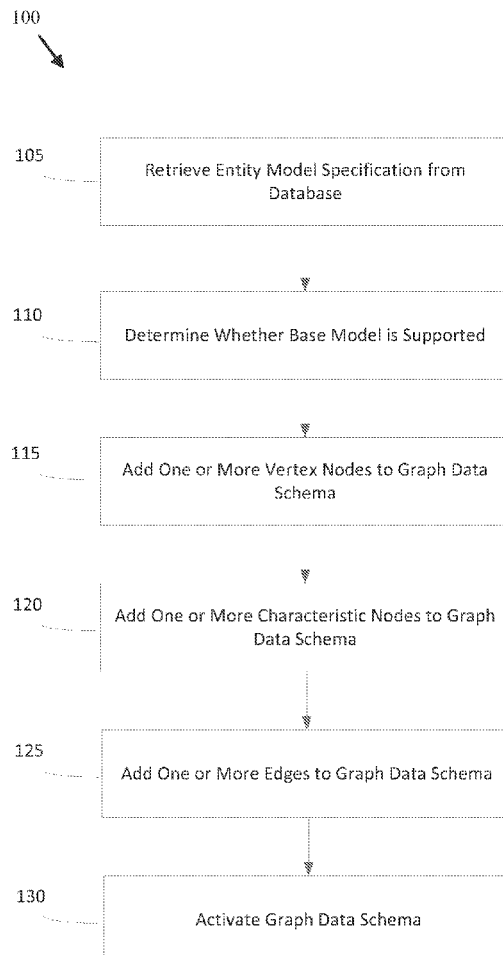 100
105
Retrieve Entity Model Specification from
Database
110
Determine Whether Base Model is Supported
115
Add One or More Vertex Nodes to Graph Data
Schema
120
Add One or More Characteristic Nodes to Graph
Data Schema
125
Add One or More Edges to Graph Data Schema
130
Activate Graph Data Schema